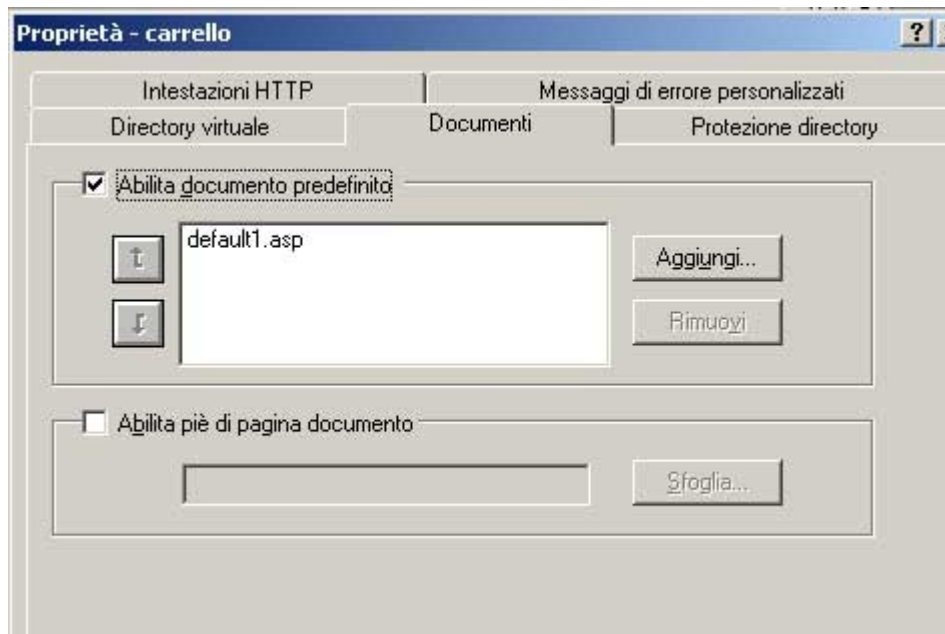 Proprietà - carrello
?
Intestazioni HTTP
Messaggi di errore personalizzati
Directory virtuale
Documenti
Protezione directory
Abilita documento predefinito
default1.asp
Aggiungi...
Rimuovi
Abilita piè di pagina documento
Sfoglia...